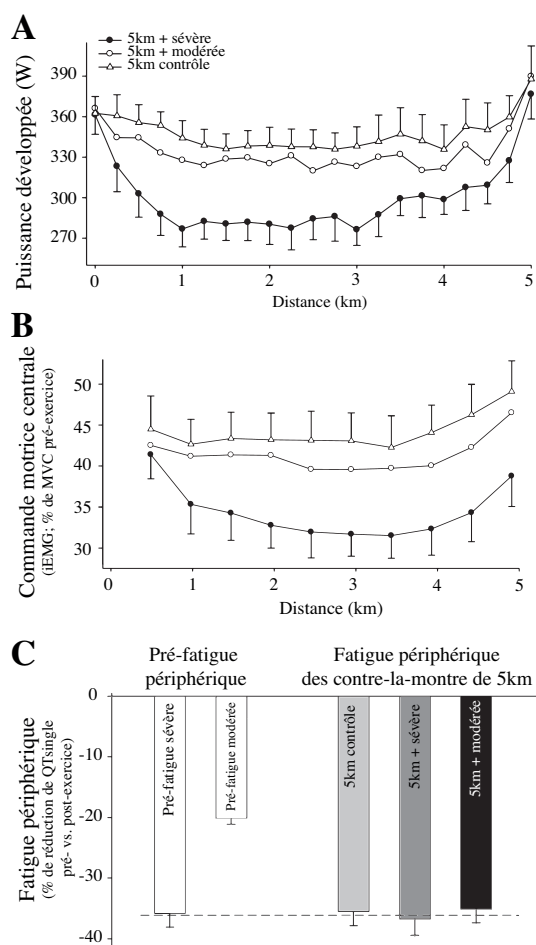 A
5km + sévère
5km + modérée
5km contrôle
Puissance développée (W)
390
360
330
300
270
0 1 2 3 4 5
Distance (km)
B
Commande motrice centrale
(iEMG; % de MVC pré-exercice)
50
45
40
35
30
0 1 2 3 4 5
Distance (km)
C
Pré-fatigue
périphérique
Fatigue périphérique
des contre-la-montre de 5km
Fatigue périphérique
(% de réduction de QTsingle
pré- vs. post-exercice)
0
-10
-20
-30
-40
Pré-fatigue sévère
Pré-fatigue modérée
5km contrôle
5km + sévère
5km + modérée